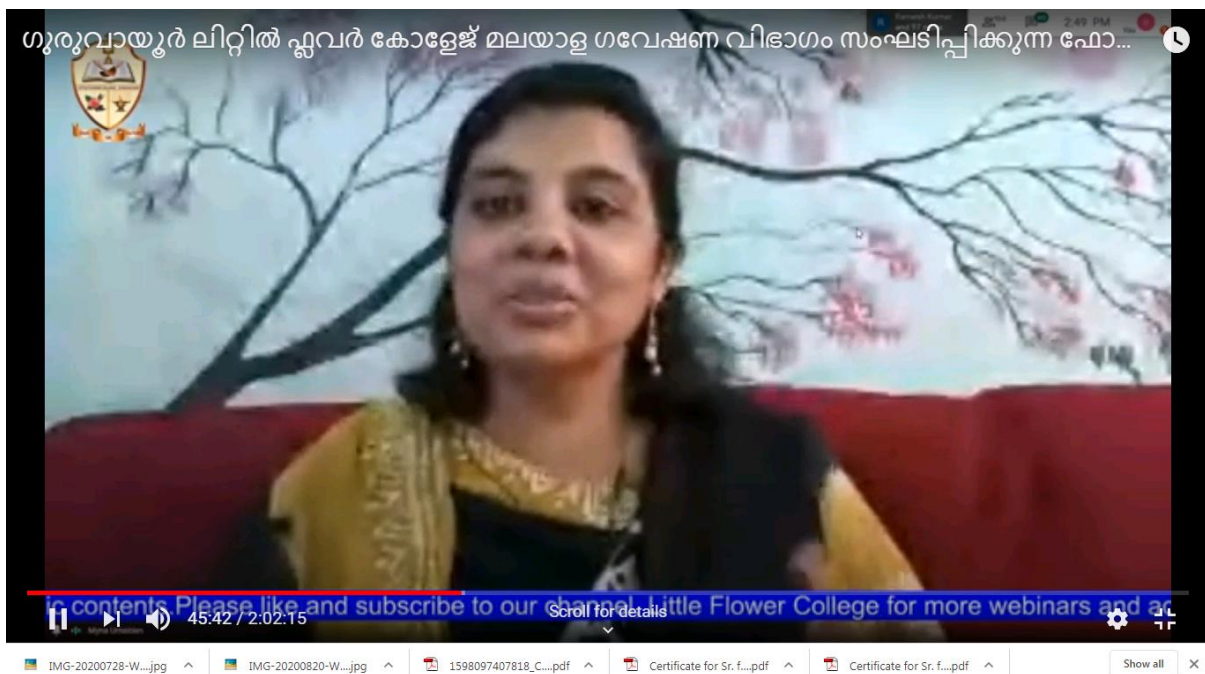 ഗുരുവായൂർ ലിറ്റിൽ ഫ്ലവർ കോളേജ് മലയാള ഗവേഷണ വിഭാഗം സംഘടിപ്പിക്കുന്ന ഫോ...
2:49 PM
You
ic contents.Please like and subscribe to our channel Little Flower College for more webinars and ac
Scroll for details
45:42 / 2:02:15
IMG-20200728-W....jpg
IMG-20200820-W....jpg
1598097407818_C....pdf
Certificate for Sr. f....pdf
Certificate for Sr. f....pdf
Show all